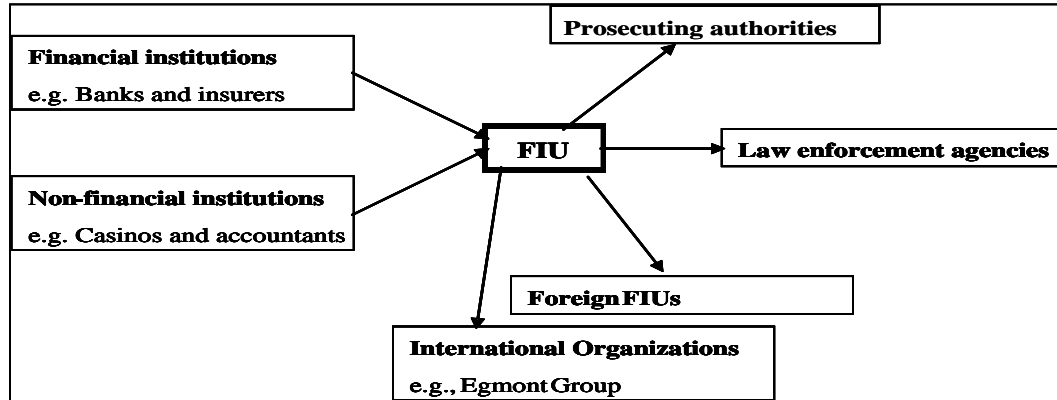 Prosecuting authorities
Financial institutions
e.g. Banks and insurers
FIU
Law enforcement agencies
Non-financial institutions
e.g. Casinos and accountants
Foreign FIUs
International Organizations
e.g., Egmont Group